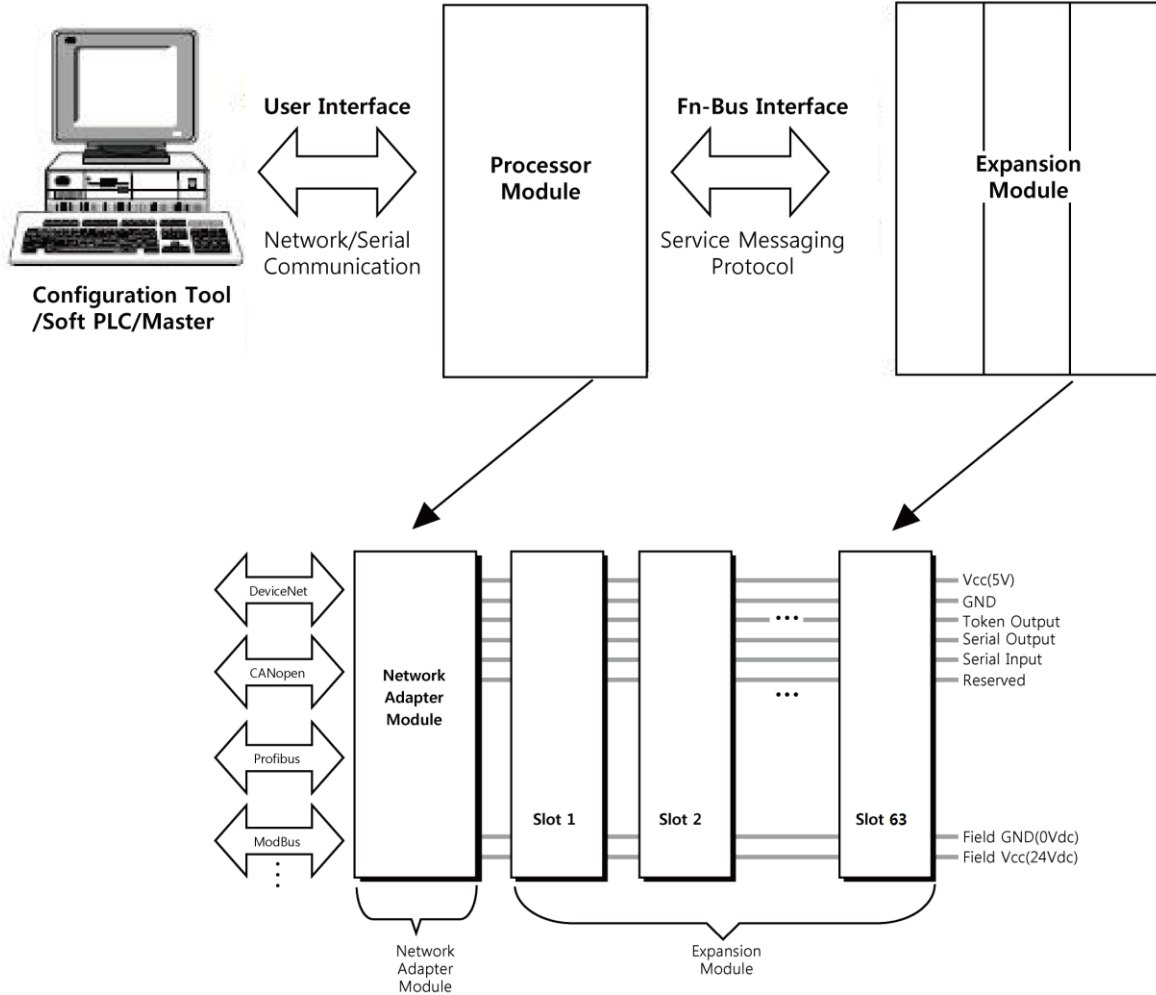 User Interface
Fn-Bus Interface
Processor
Module
Expansion
Module
Network/Serial
Communication
Service Messaging
Protocol
Configuration Tool
/Soft PLC/Master
DeviceNet
CANopen
Profibus
ModBus
Network
Adapter
Module
Slot 1
Slot 2
Slot 63
Vcc(5V)
GND
Token Output
Serial Output
Serial Input
Reserved
Field GND(0Vdc)
Field Vcc(24Vdc)
Network
Adapter
Module
Expansion
Module